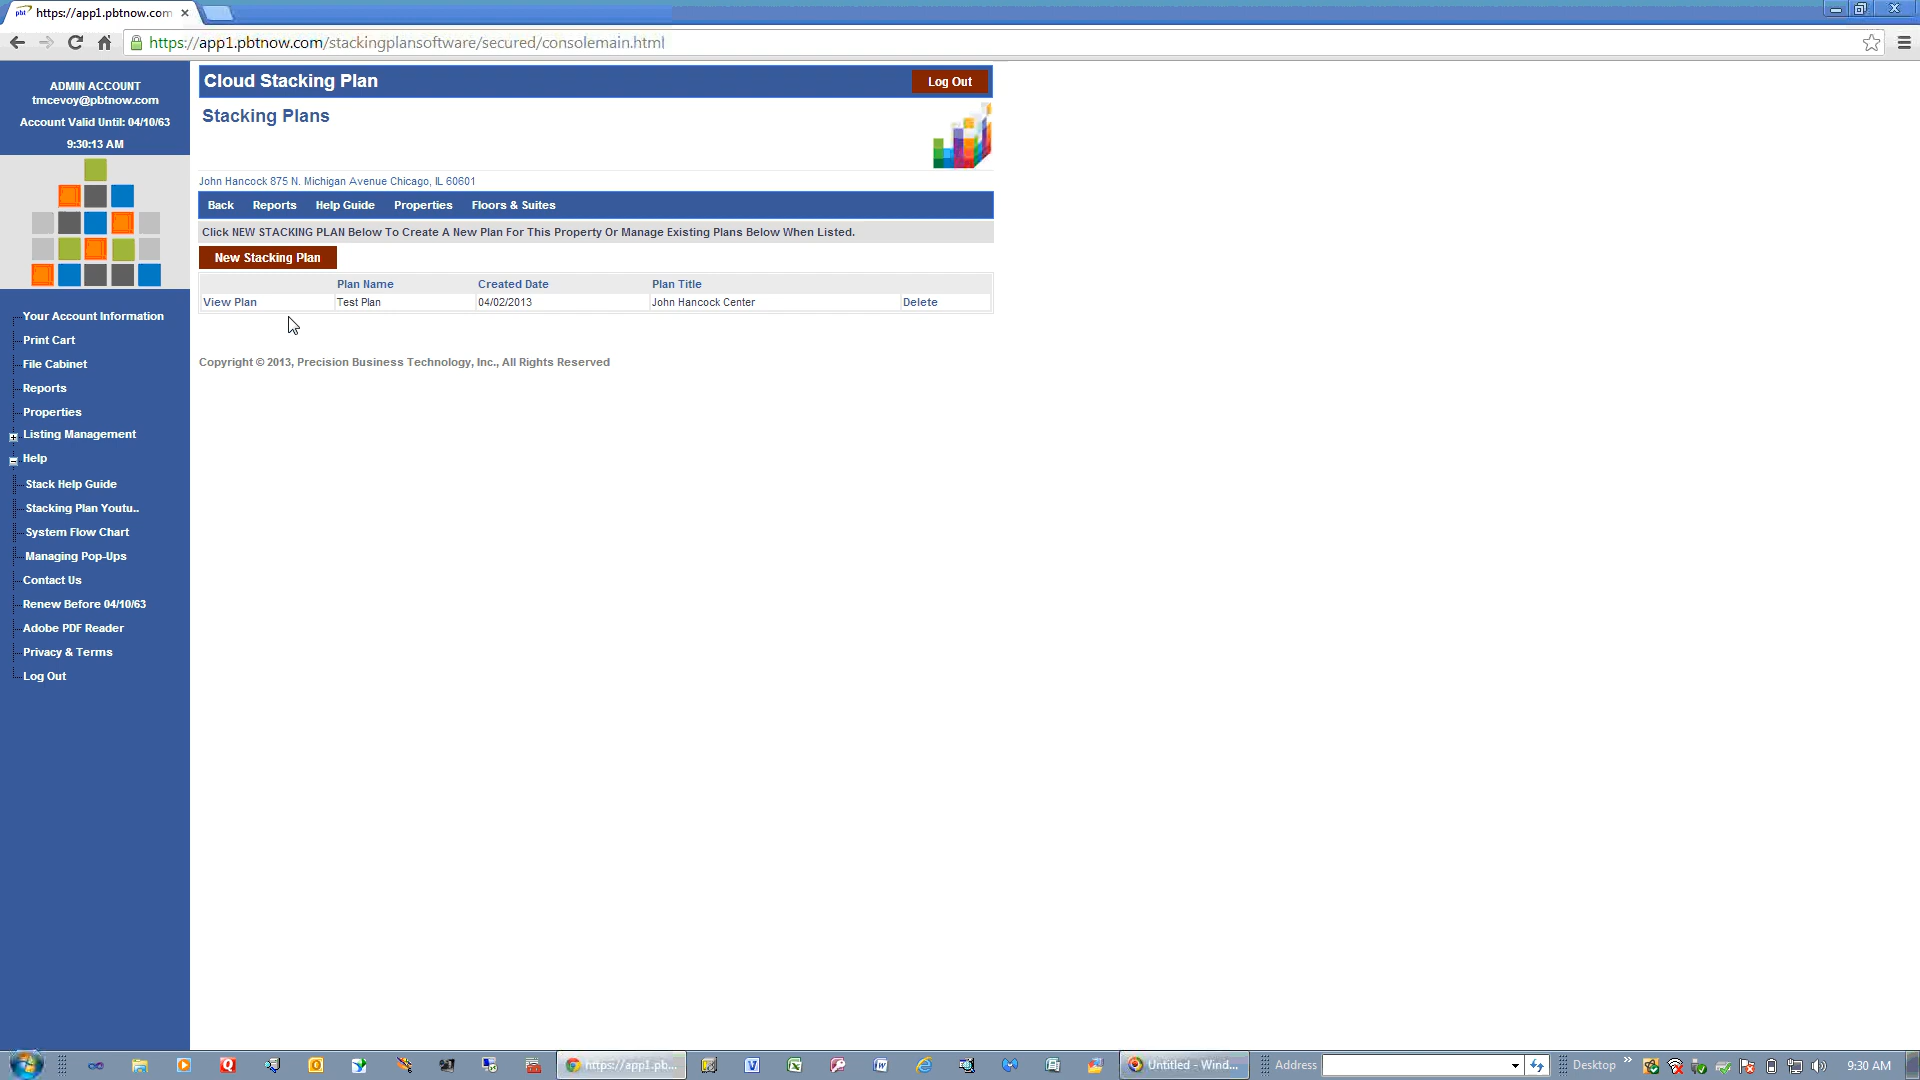 pbt https://app1.pbtnow.com
https://app1.pbtnow.com/stackingplansoftware/secured/consolemain.html
ADMIN ACCOUNT
tmcevoy@pbtnow.com
Account Valid Until: 04/10/63
9:30:13 AM
Your Account Information
Print Cart
File Cabinet
Reports
Properties
Listing Management
Help
Stack Help Guide
Stacking Plan Youtu..
System Flow Chart
Managing Pop-Ups
Contact Us
Renew Before 04/10/63
Adobe PDF Reader
Privacy & Terms
Log Out
Cloud Stacking Plan Log Out
Stacking Plans
John Hancock 875 N. Michigan Avenue Chicago, IL 60601
Back Reports Help Guide Properties Floors & Suites
Click NEW STACKING PLAN Below To Create A New Plan For This Property Or Manage Existing Plans Below When Listed.
New Stacking Plan
Plan Name Created Date Plan Title
View Plan Test Plan 04/02/2013 John Hancock Center Delete
Copyright © 2013, Precision Business Technology, Inc., All Rights Reserved
https://app1.pb... Untitled - Wind... Address Desktop 9:30 AM